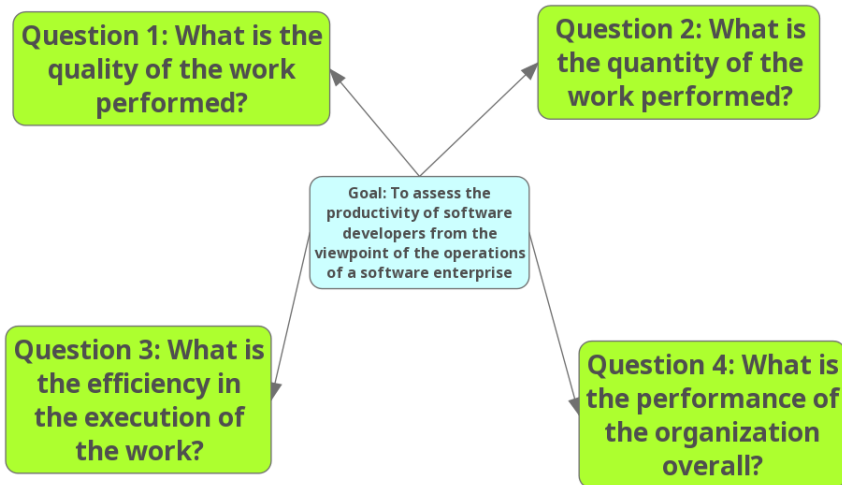 Question 1: What is the
quality of the work
performed?
Question 2: What is
the quantity of the
work performed?
Goal: To assess the
productivity of software
developers from the
viewpoint of the operations
of a software enterprise
Question 3: What is
the efficiency in
the execution of
the work?
Question 4: What is
the performance of
the organization
overall?